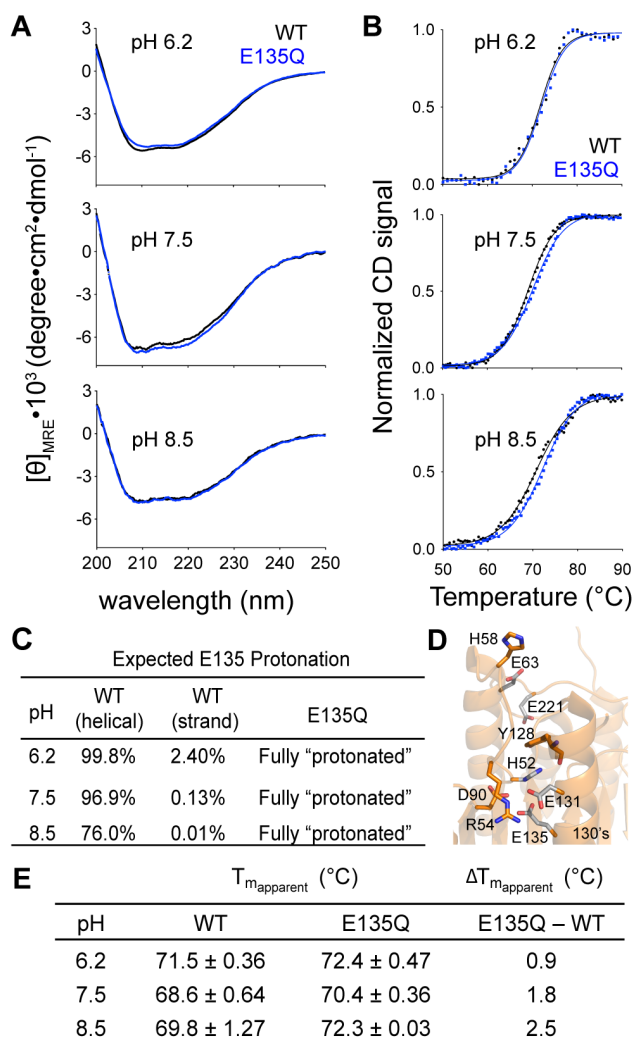 A
pH 6.2
WT
E135Q
3
0
-3
-6
pH 7.5
3
0
-3
-6
pH 8.5
3
0
-3
-6
[θ]MRE•10³ (degree•cm²•dmol⁻¹)
200 210 220 230 240 250
wavelength (nm)
B
pH 6.2
WT
E135Q
1.0
0.5
1.0
pH 7.5
0.5
1.0
pH 8.5
0.5
0.0
Normalized CD signal
50 60 70 80 90
Temperature (°C)
C
Expected E135 Protonation
pH WT (helical) WT (strand) E135Q
6.2 99.8% 2.40% Fully “protonated”
7.5 96.9% 0.13% Fully “protonated”
8.5 76.0% 0.01% Fully “protonated”
D
H58
E63
E221
Y128
H52
D90
E131
R54
E135
130's
E
Tmapparent (°C) ΔTmapparent (°C)
pH WT E135Q E135Q – WT
6.2 71.5 ± 0.36 72.4 ± 0.47 0.9
7.5 68.6 ± 0.64 70.4 ± 0.36 1.8
8.5 69.8 ± 1.27 72.3 ± 0.03 2.5